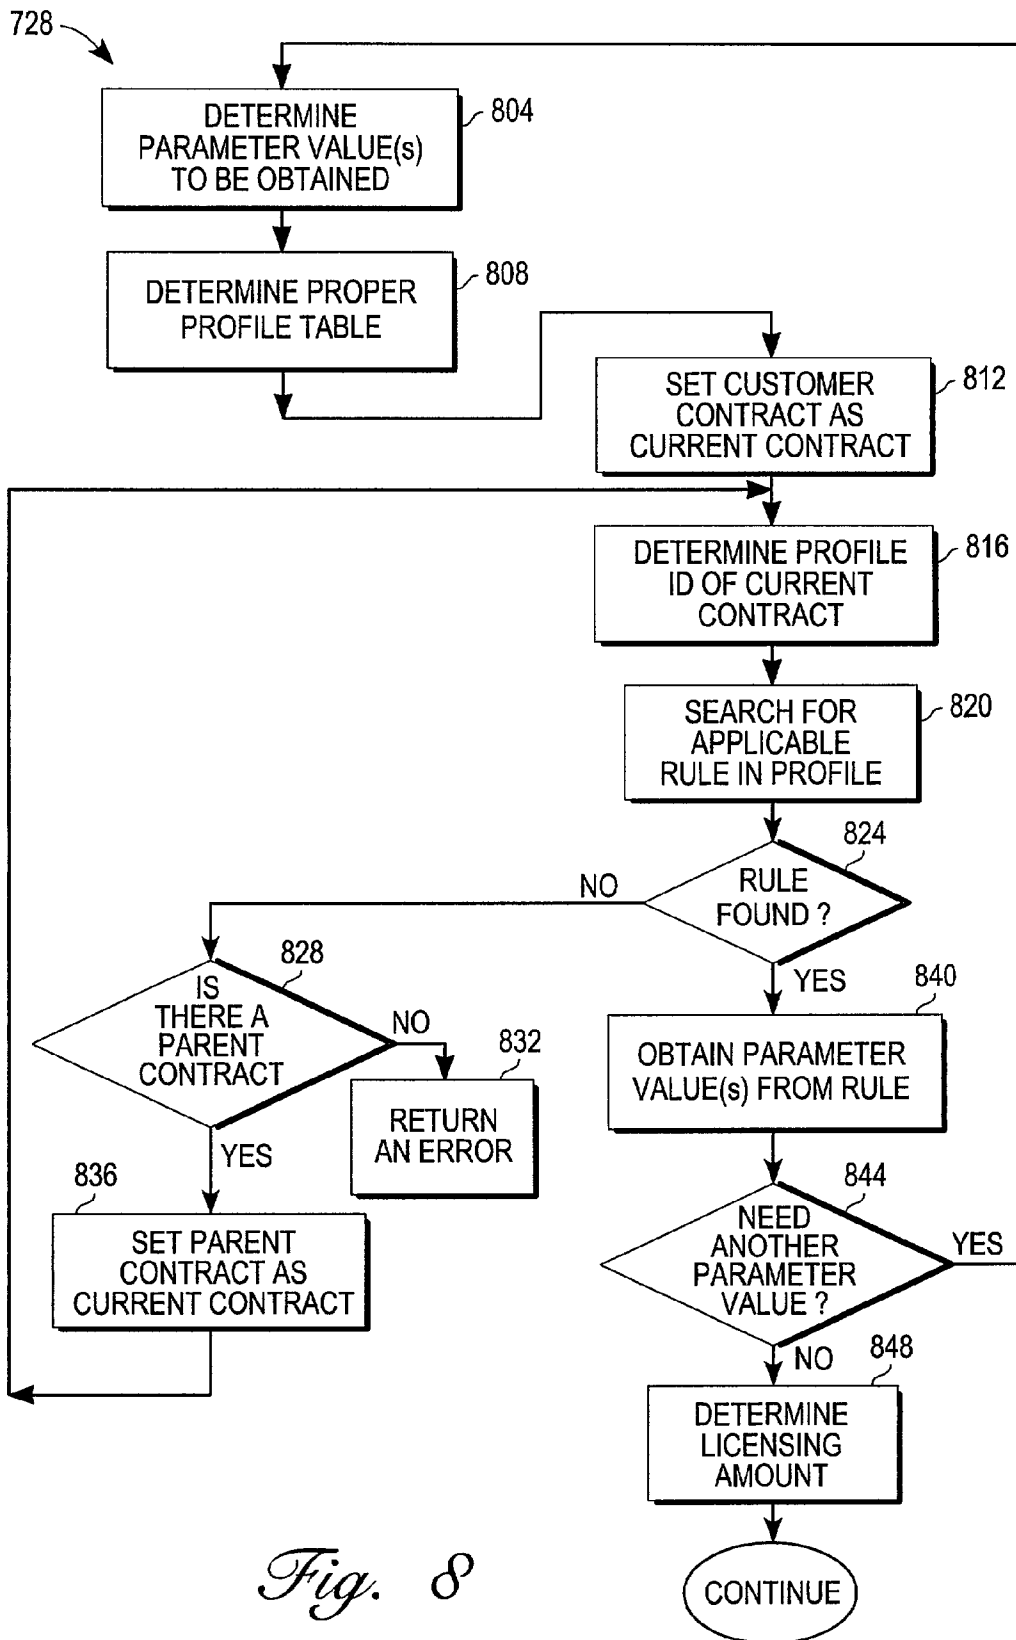 728
DETERMINE
PARAMETER VALUE(s)
TO BE OBTAINED
804
DETERMINE PROPER
PROFILE TABLE
808
SET CUSTOMER
CONTRACT AS
CURRENT CONTRACT
812
DETERMINE PROFILE
ID OF CURRENT
CONTRACT
816
SEARCH FOR
APPLICABLE
RULE IN PROFILE
820
824
RULE
FOUND ?
NO
YES
828
IS
THERE A
PARENT
CONTRACT
NO
832
RETURN
AN ERROR
YES
836
SET PARENT
CONTRACT AS
CURRENT CONTRACT
840
OBTAIN PARAMETER
VALUE(s) FROM RULE
844
NEED
ANOTHER
PARAMETER
VALUE ?
YES
NO
848
DETERMINE
LICENSING
AMOUNT
CONTINUE
Fig. 8